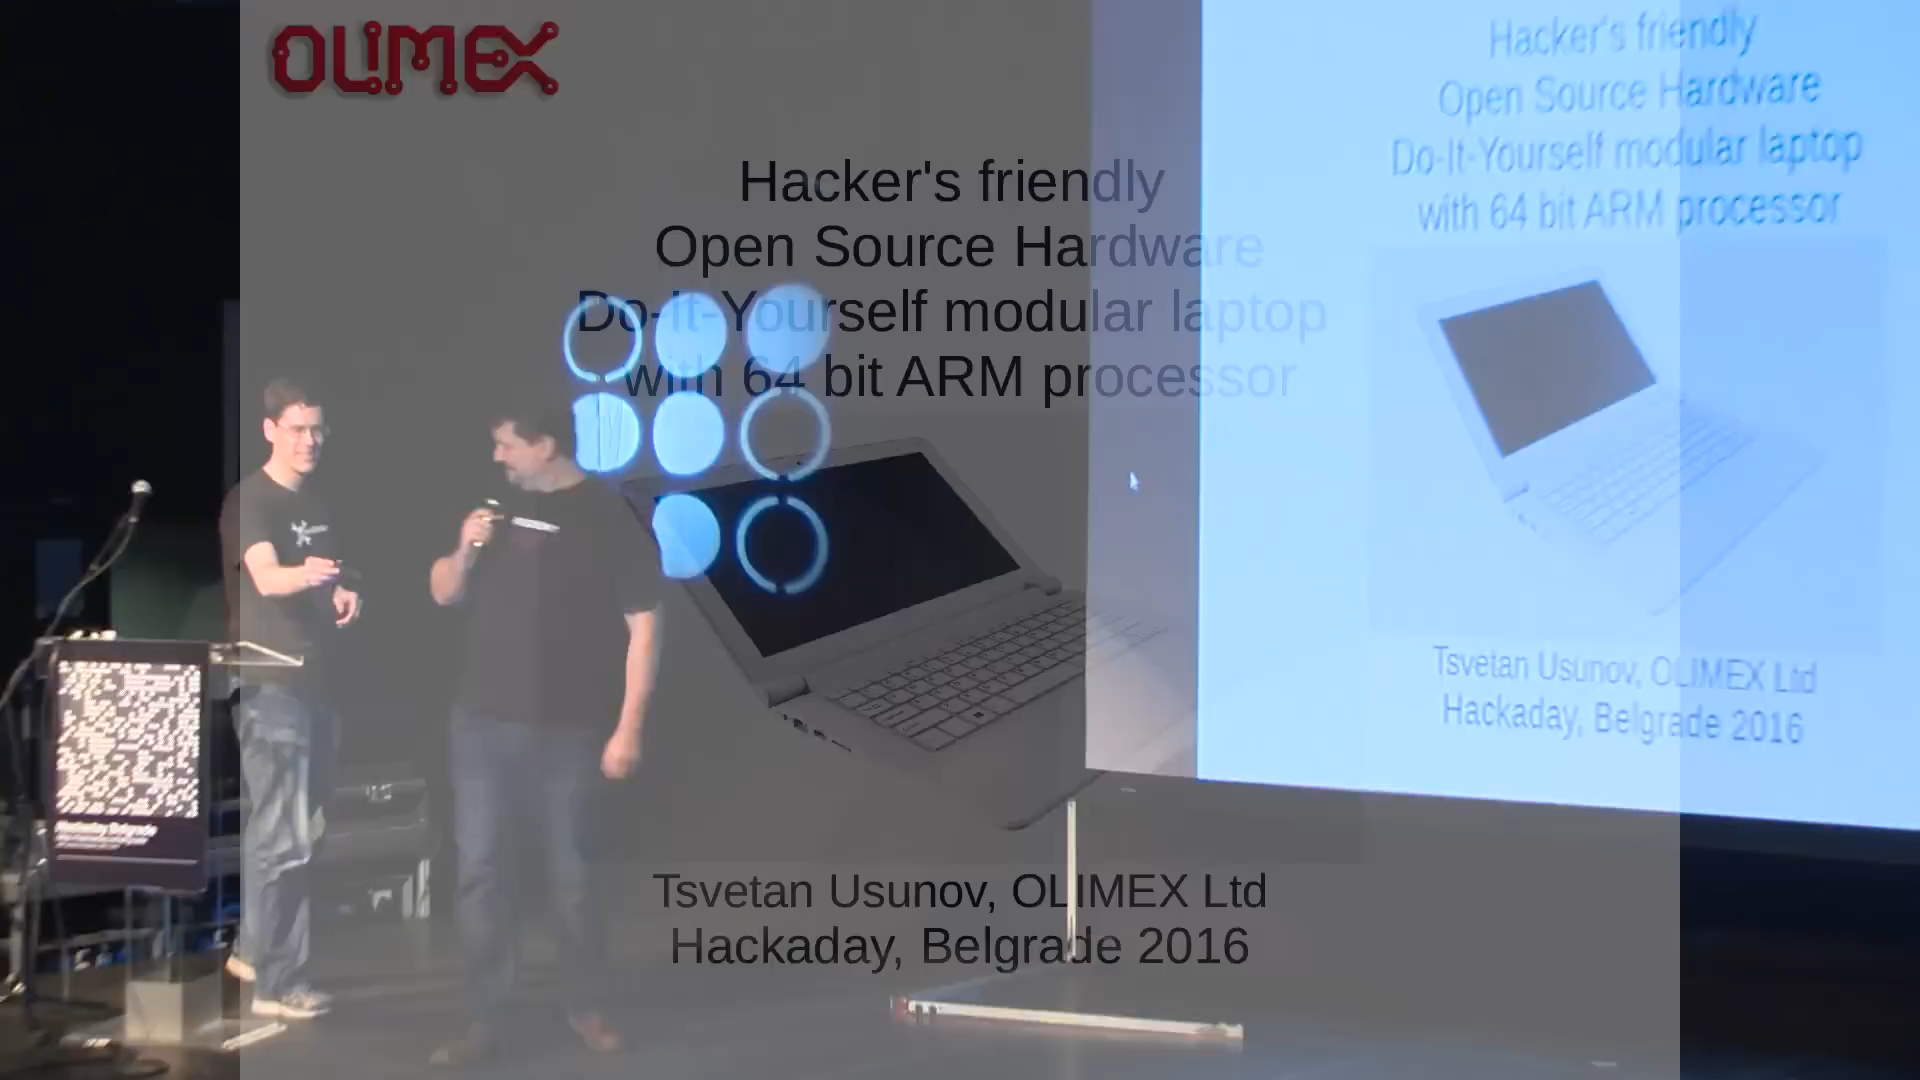 OLIMEX
Hacker's friendly
Open Source Hardware
Do-It-Yourself modular laptop
with 64 bit ARM processor
Tsvetan Usunov, OLIMEX Ltd
Hackaday, Belgrade 2016
Hacker's friendly
Open Source Hardware
Do-It-Yourself modular laptop
with 64 bit ARM processor
Tsvetan Usunov, OLIMEX Ltd
Hackaday, Belgrade 2016
Hackaday Belgrade